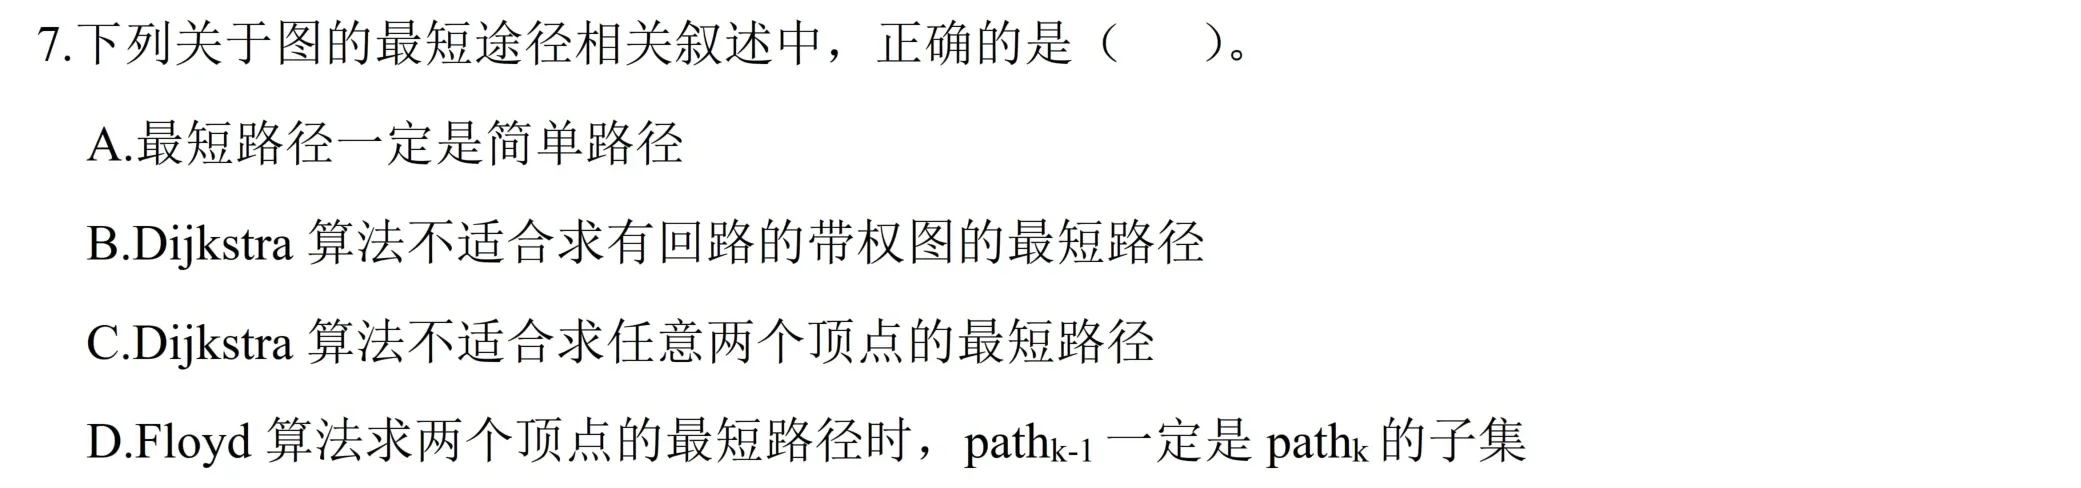 7.下列关于图的最短途径相关叙述中，正确的是（　　）。
A.最短路径一定是简单路径
B.Dijkstra 算法不适合求有回路的带权图的最短路径
C.Dijkstra 算法不适合求任意两个顶点的最短路径
D.Floyd 算法求两个顶点的最短路径时，pathk-1 一定是 pathk 的子集